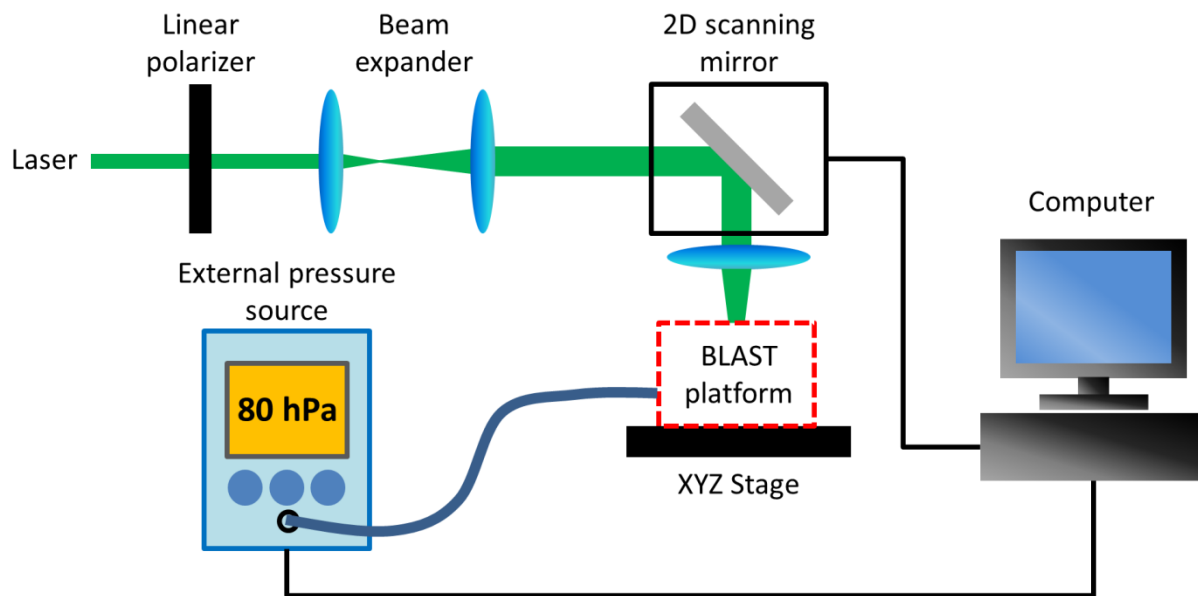 Linear
polarizer
Beam
expander
2D scanning
mirror
Laser
Computer
External pressure
source
80 hPa
BLAST
platform
XYZ Stage